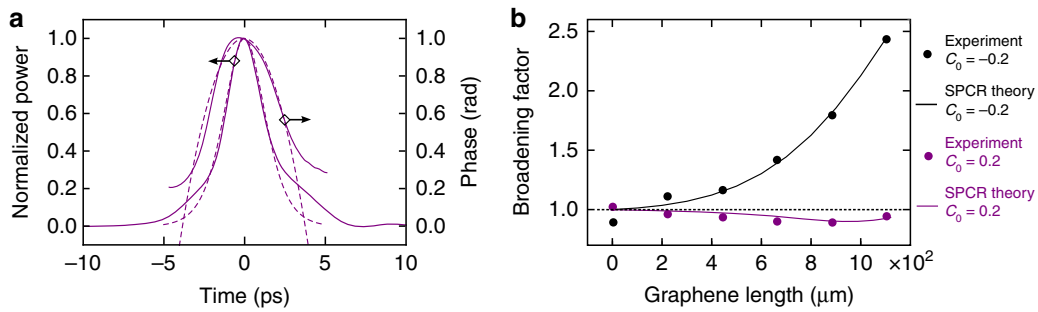 a
Normalized power
1.0
0.8
0.6
0.4
0.2
0.0
1.0
0.8
0.6
0.4
0.2
0.0
Phase (rad)
−10 −5 0 5 10
Time (ps)
b
Broadening factor
2.5
2.0
1.5
1.0
0 2 4 6 8 10 ×10²
Graphene length (μm)
Experiment
C₀ = −0.2
SPCR theory
C₀ = −0.2
Experiment
C₀ = 0.2
SPCR theory
C₀ = 0.2